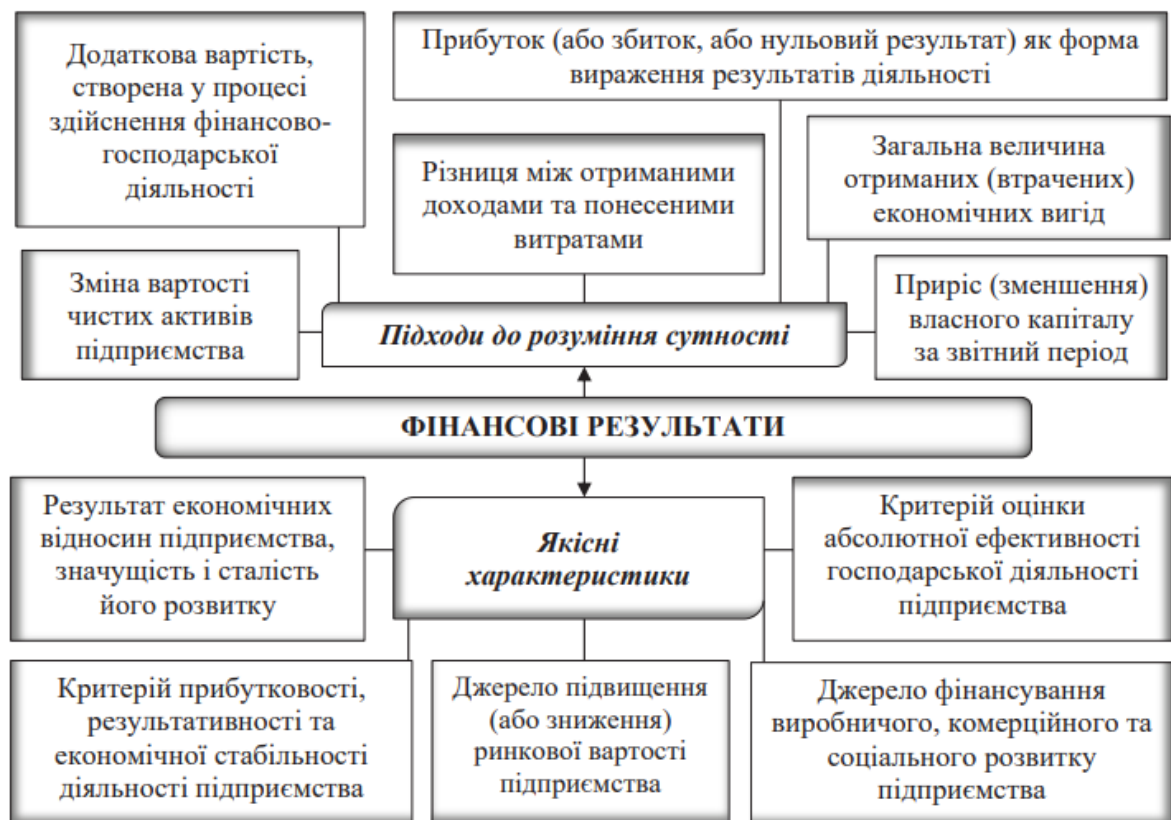 Додаткова вартість,
створена у процесі
здійснення фінансово-
господарської
діяльності
Прибуток (або збиток, або нульовий результат) як форма
вираження результатів діяльності
Різниця між отриманими
доходами та понесеними
витратами
Загальна величина
отриманих (втрачених)
економічних вигід
Зміна вартості
чистих активів
підприємства
Підходи до розуміння сутності
Приріс (зменшення)
власного капіталу
за звітний період
ФІНАНСОВІ РЕЗУЛЬТАТИ
Результат економічних
відносин підприємства,
значущість і сталість
його розвитку
Якісні
характеристики
Критерій оцінки
абсолютної ефективності
господарської діяльності
підприємства
Критерій прибутковості,
результативності та
економічної стабільності
діяльності підприємства
Джерело підвищення
(або зниження)
ринкової вартості
підприємства
Джерело фінансування
виробничого, комерційного та
соціального розвитку
підприємства